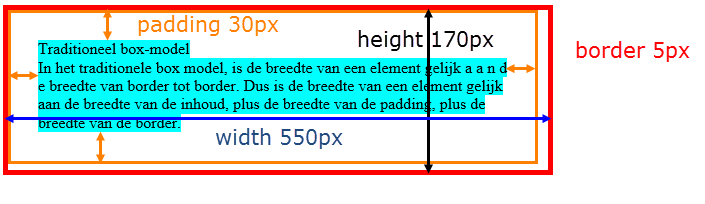 padding 30px
height 170px
border 5px
Traditioneel box-model
In het traditionele box model, is de breedte van een element gelijk a a n d
e breedte van border tot border. Dus is de breedte van een element gelijk
aan de breedte van de inhoud, plus de breedte van de padding, plus de
breedte van de border.
width 550px